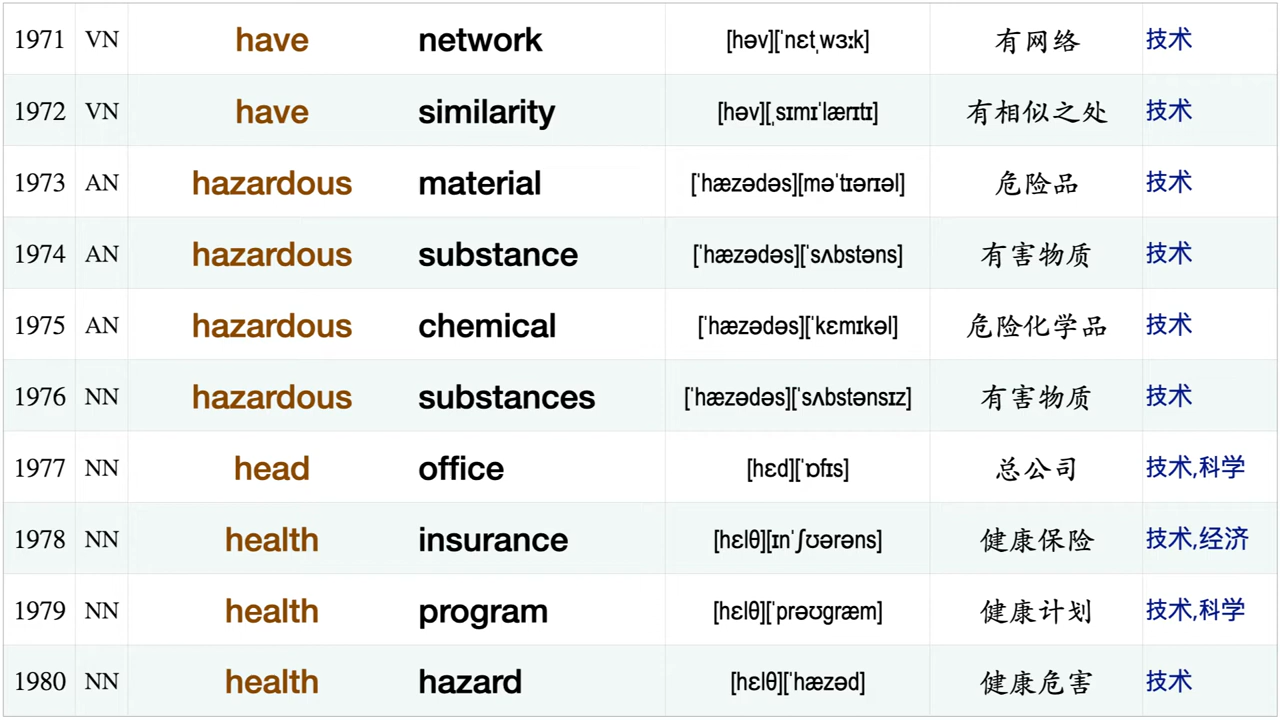 1971 VN have network [həv][ˈnɛtˌwɜːk] 有网络 技术
1972 VN have similarity [həv][ˌsɪmɪˈlærɪtɪ] 有相似之处 技术
1973 AN hazardous material [ˈhæzədəs][məˈtɪərɪəl] 危险品 技术
1974 AN hazardous substance [ˈhæzədəs][ˈsʌbstəns] 有害物质 技术
1975 AN hazardous chemical [ˈhæzədəs][ˈkɛmɪkəl] 危险化学品 技术
1976 NN hazardous substances [ˈhæzədəs][ˈsʌbstənsɪz] 有害物质 技术
1977 NN head office [hɛd][ˈɒfɪs] 总公司 技术,科学
1978 NN health insurance [hɛlθ][ɪnˈʃʊərəns] 健康保险 技术,经济
1979 NN health program [hɛlθ][ˈprəʊɡræm] 健康计划 技术,科学
1980 NN health hazard [hɛlθ][ˈhæzəd] 健康危害 技术